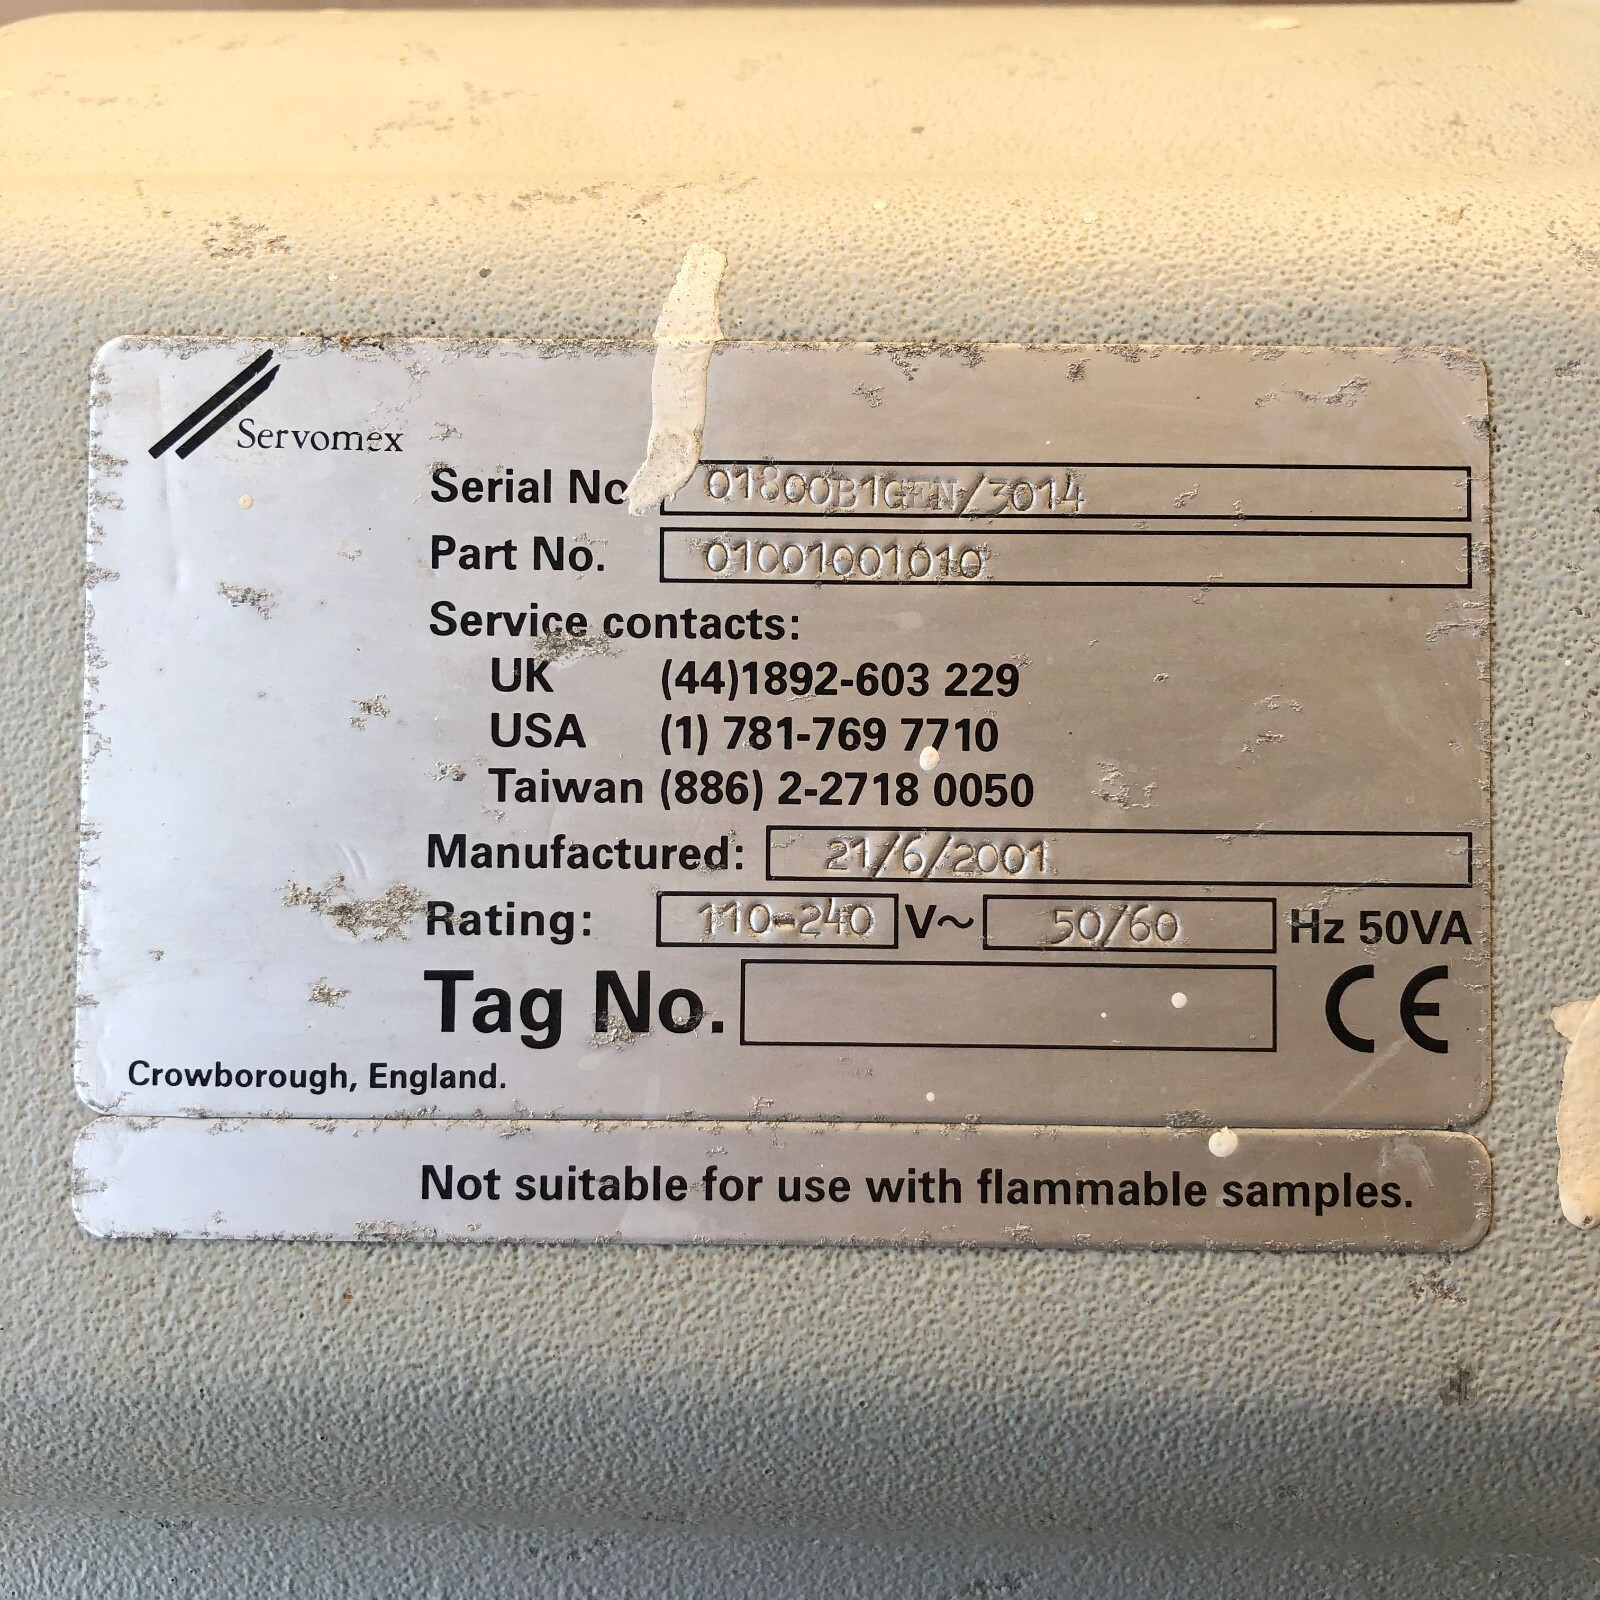 Servomex
Serial No 01800B1GEN/3014
Part No. 01001001010
Service contacts:
UK (44)1892-603 229
USA (1) 781-769 7710
Taiwan (886) 2-2718 0050
Manufactured: 21/6/2001
Rating: 110-240 V~ 50/60 Hz 50VA
Tag No. CE
Crowborough, England.
Not suitable for use with flammable samples.